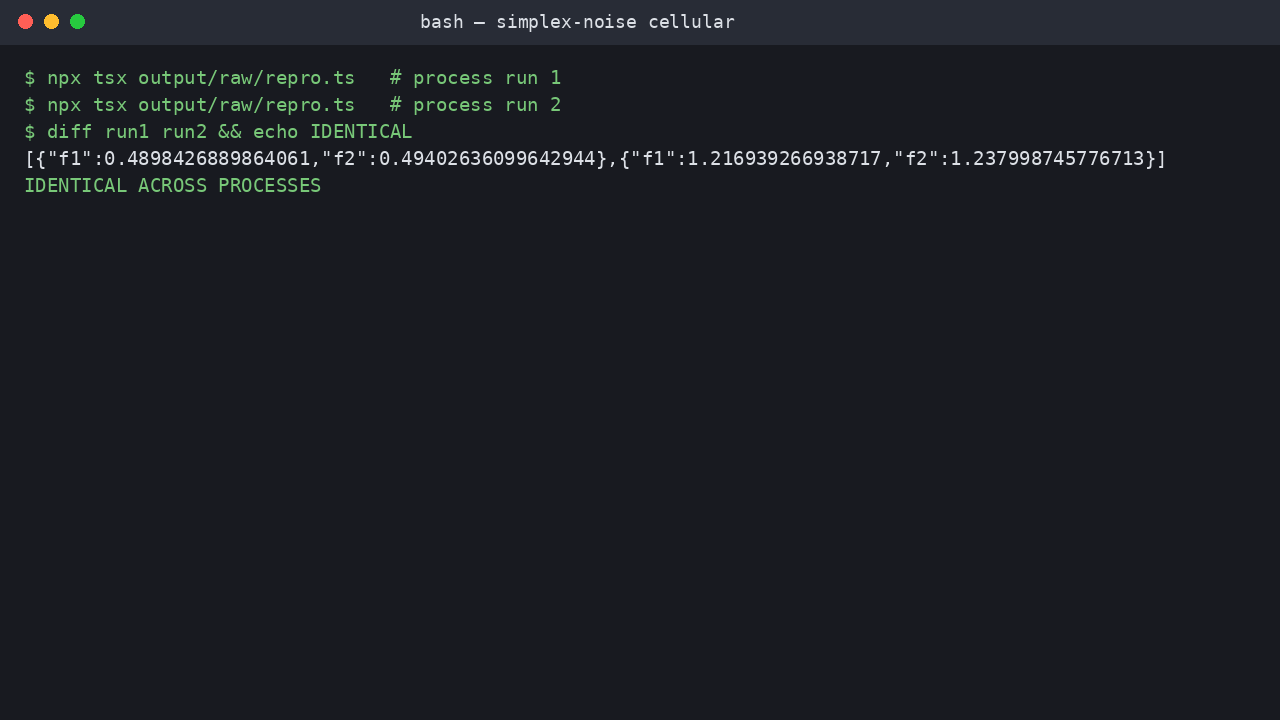 bash — simplex-noise cellular
$ npx tsx output/raw/repro.ts   # process run 1
$ npx tsx output/raw/repro.ts   # process run 2
$ diff run1 run2 && echo IDENTICAL
[{"f1":0.4898426889864061,"f2":0.49402636099642944},{"f1":1.216939266938717,"f2":1.237998745776713}]
IDENTICAL ACROSS PROCESSES